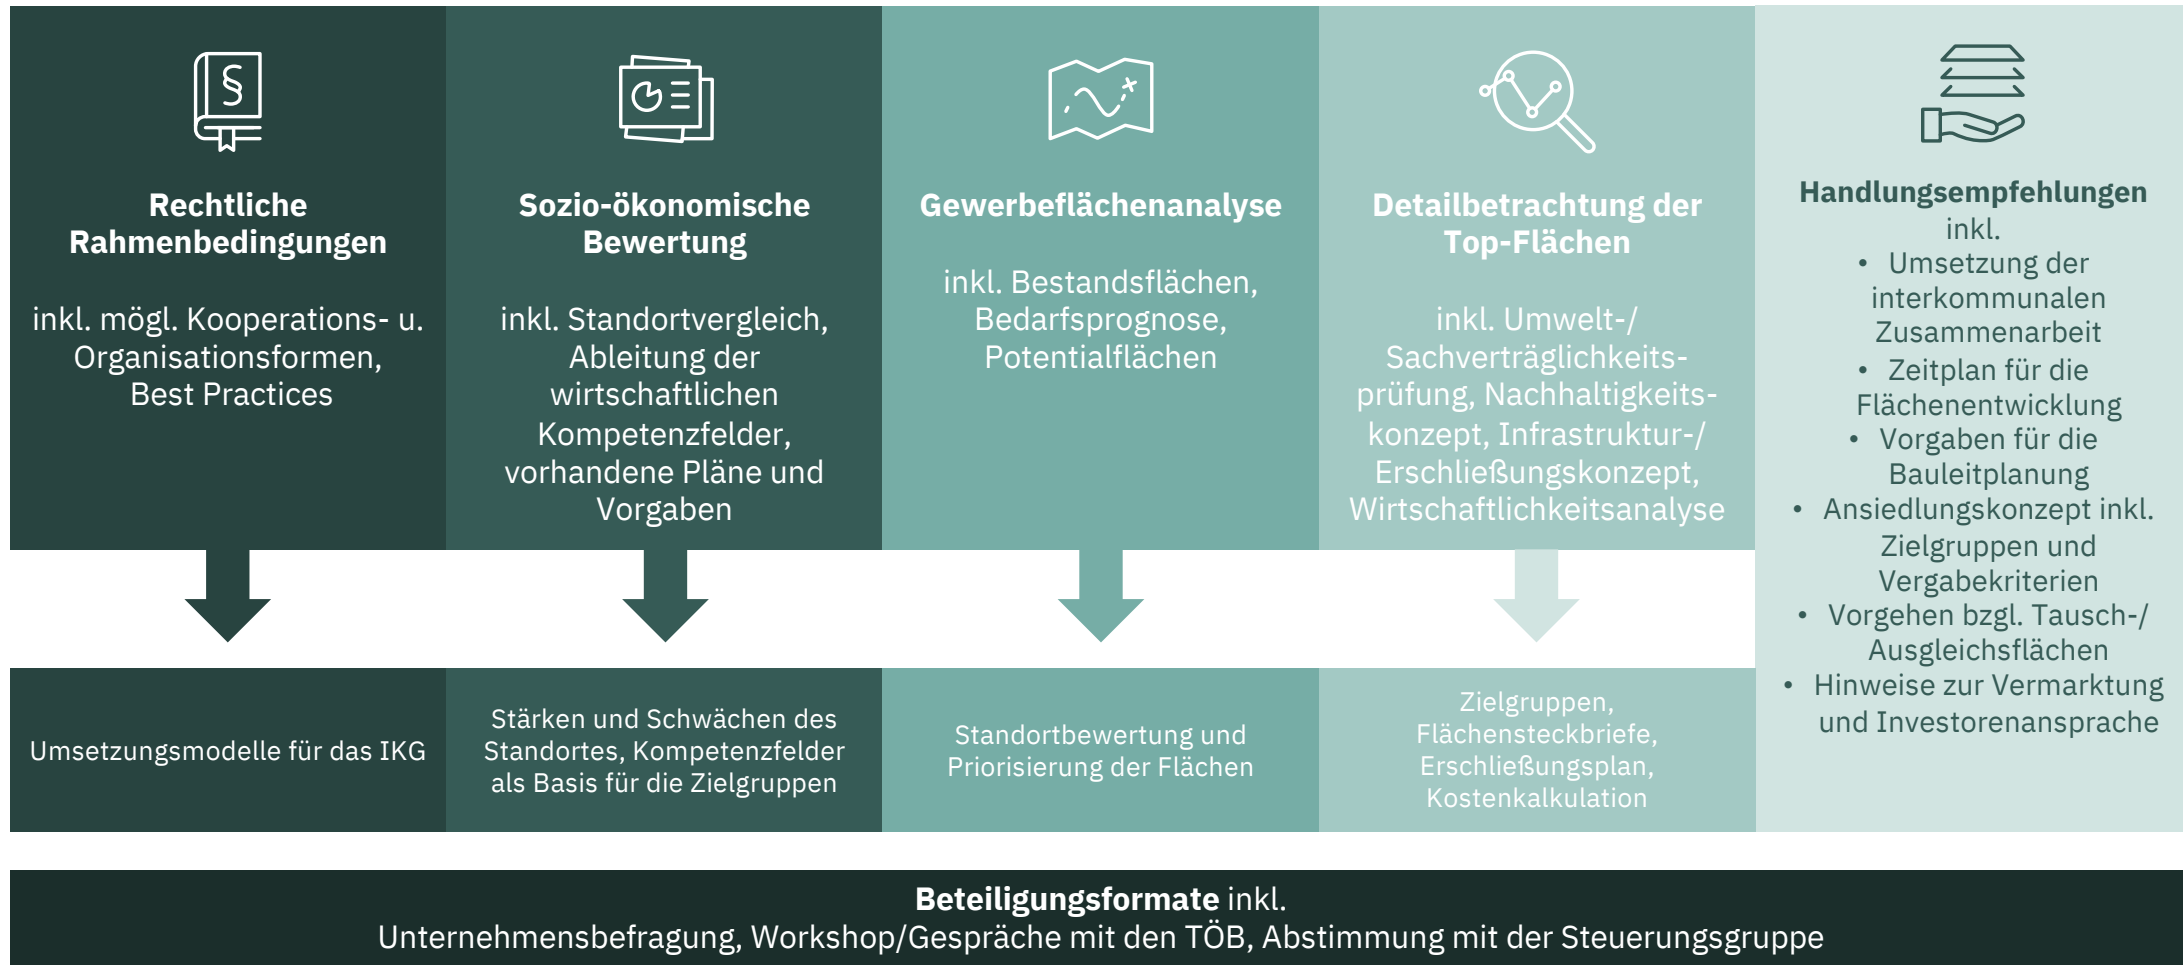 §
Rechtliche
Rahmenbedingungen
inkl. mögl. Kooperations- u.
Organisationsformen,
Best Practices
Umsetzungsmodelle für das IKG
Sozio-ökonomische
Bewertung
inkl. Standortvergleich,
Ableitung der
wirtschaftlichen
Kompetenzfelder,
vorhandene Pläne und
Vorgaben
Stärken und Schwächen des
Standortes, Kompetenzfelder
als Basis für die Zielgruppen
Gewerbeflächenanalyse
inkl. Bestandsflächen,
Bedarfsprognose,
Potentialflächen
Standortbewertung und
Priorisierung der Flächen
Detailbetrachtung der
Top-Flächen
inkl. Umwelt-/
Sachverträglichkeits-
prüfung, Nachhaltigkeits-
konzept, Infrastruktur-/
Erschließungskonzept,
Wirtschaftlichkeitsanalyse
Zielgruppen,
Flächensteckbriefe,
Erschließungsplan,
Kostenkalkulation
Handlungsempfehlungen
inkl.
• Umsetzung der
interkommunalen
Zusammenarbeit
• Zeitplan für die
Flächenentwicklung
• Vorgaben für die
Bauleitplanung
• Ansiedlungskonzept inkl.
Zielgruppen und
Vergabekriterien
• Vorgehen bzgl. Tausch-/
Ausgleichsflächen
• Hinweise zur Vermarktung
und Investorenansprache
Beteiligungsformate inkl.
Unternehmensbefragung, Workshop/Gespräche mit den TÖB, Abstimmung mit der Steuerungsgruppe